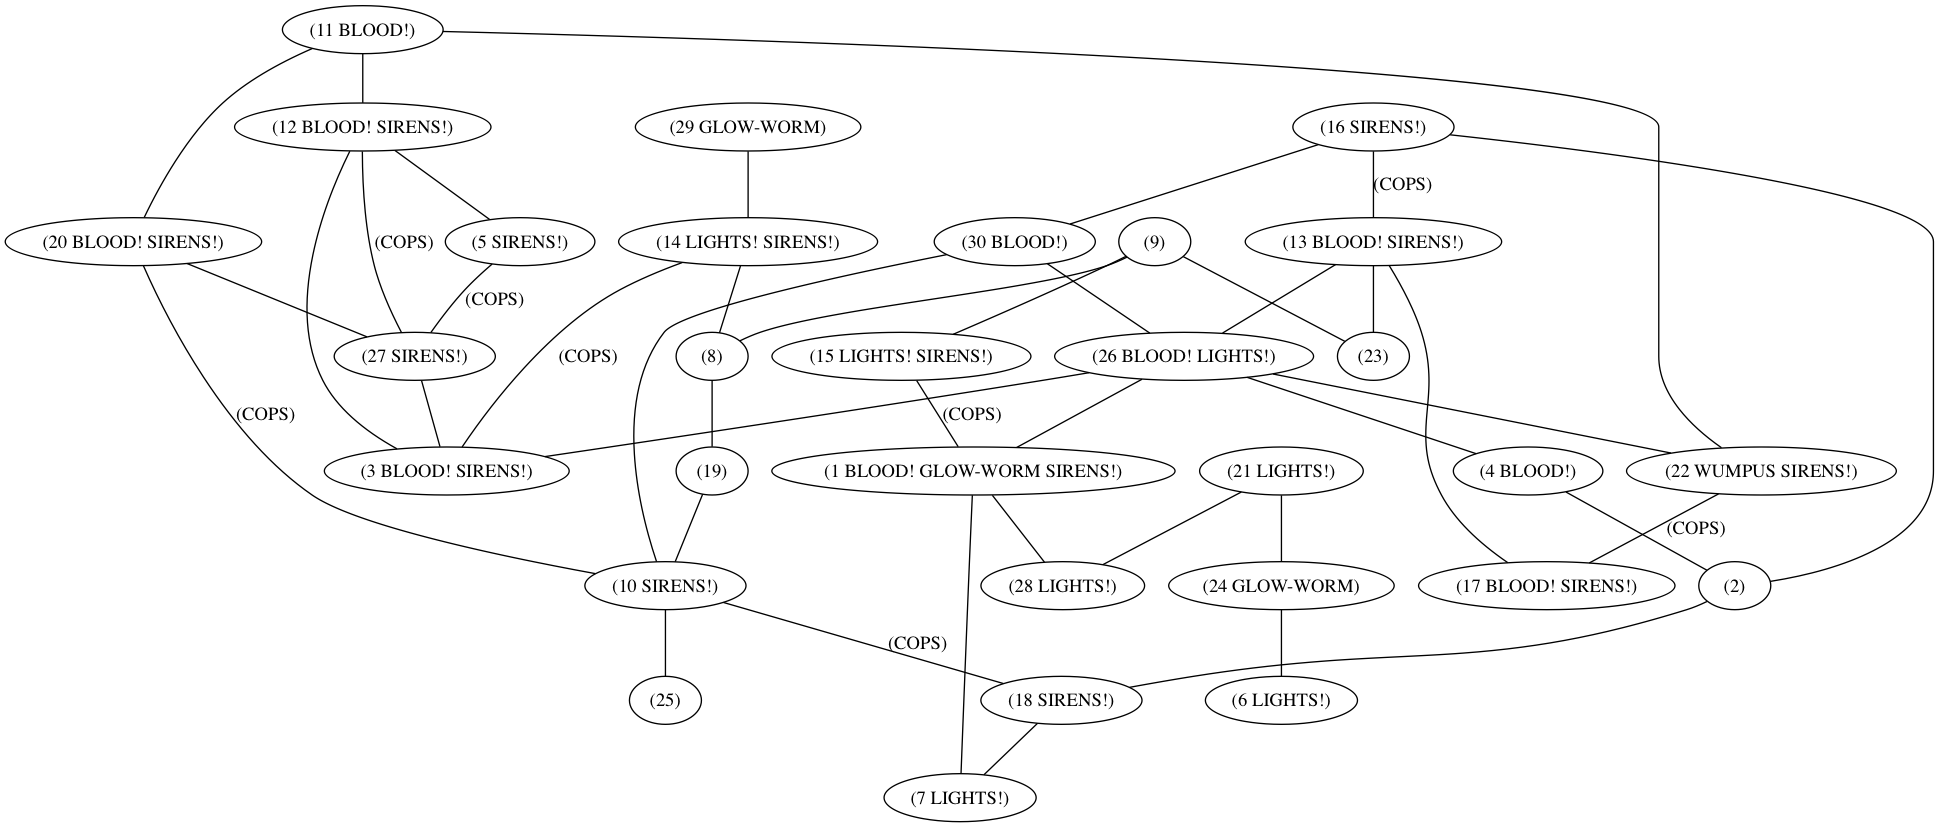 (11 BLOOD!)
(12 BLOOD! SIRENS!)
(29 GLOW-WORM)
(16 SIRENS!)
(COPS)
(20 BLOOD! SIRENS!)
(COPS)
(5 SIRENS!)
(14 LIGHTS! SIRENS!)
(30 BLOOD!)
(9)
(13 BLOOD! SIRENS!)
(COPS)
(27 SIRENS!)
(COPS)
(8)
(15 LIGHTS! SIRENS!)
(26 BLOOD! LIGHTS!)
(23)
(COPS)
(COPS)
(3 BLOOD! SIRENS!)
(19)
(1 BLOOD! GLOW-WORM SIRENS!)
(21 LIGHTS!)
(4 BLOOD!)
(22 WUMPUS SIRENS!)
(COPS)
(10 SIRENS!)
(28 LIGHTS!)
(24 GLOW-WORM)
(17 BLOOD! SIRENS!)
(2)
(COPS)
(25)
(18 SIRENS!)
(6 LIGHTS!)
(7 LIGHTS!)